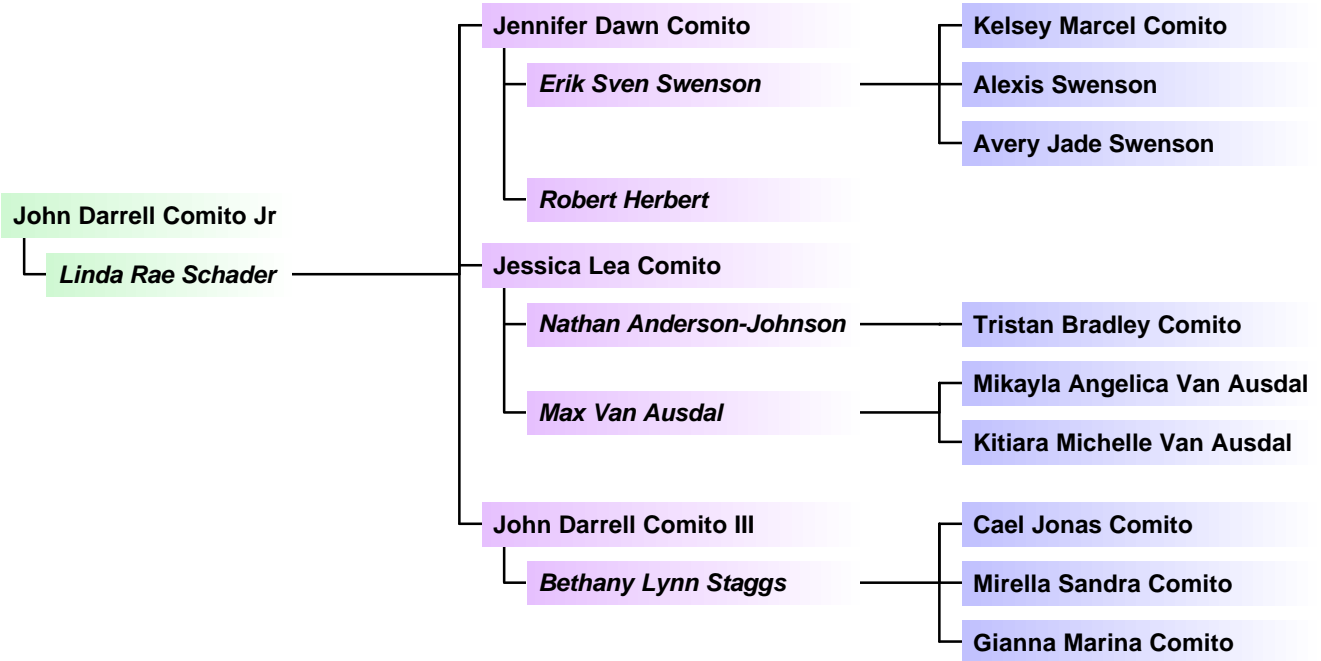 Jennifer Dawn Comito
Kelsey Marcel Comito
Erik Sven Swenson
Alexis Swenson
Avery Jade Swenson
Robert Herbert
John Darrell Comito Jr
Linda Rae Schader
Jessica Lea Comito
Nathan Anderson-Johnson
Tristan Bradley Comito
Mikayla Angelica Van Ausdal
Max Van Ausdal
Kitiara Michelle Van Ausdal
John Darrell Comito III
Cael Jonas Comito
Bethany Lynn Staggs
Mirella Sandra Comito
Gianna Marina Comito